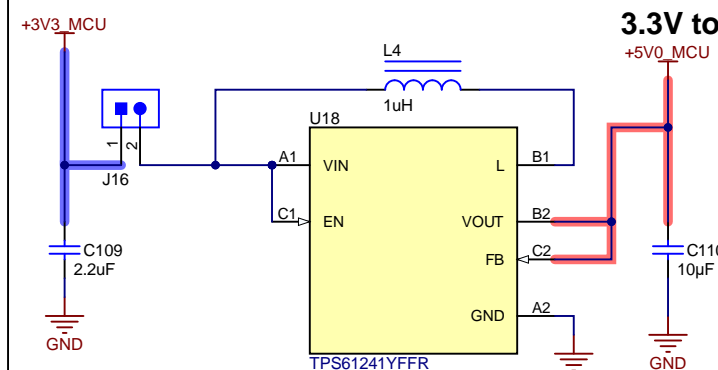 3.3V to
+3V3_MCU
+5V0_MCU
L4
1uH
U18
1
2
J16
A1
VIN
L
B1
C1
EN
VOUT
B2
FB
C2
C109
2.2uF
C110
10µF
GND
A2
GND
GND
TPS61241YFFR